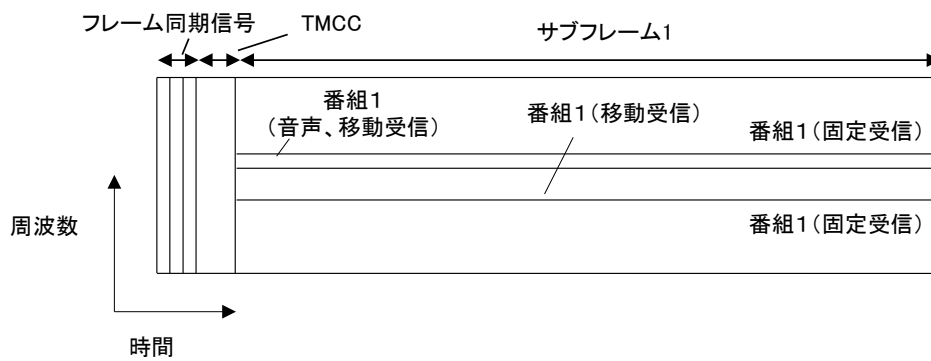 フレーム同期信号
TMCC
サブフレーム1
番組1
(音声、移動受信)
番組1(移動受信)
番組1(固定受信)
番組1(固定受信)
周波数
時間